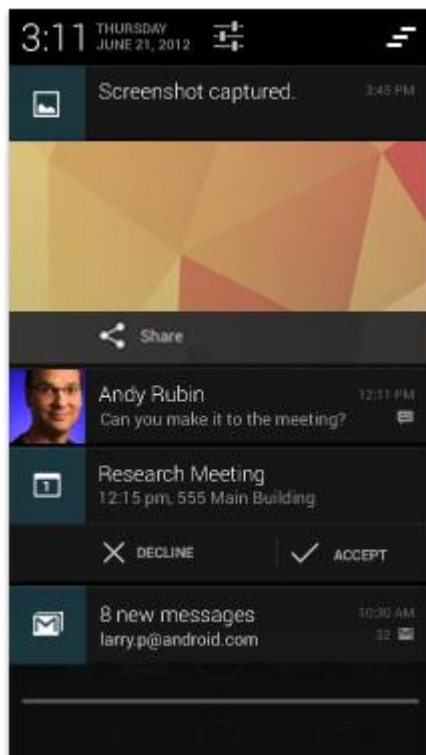 3:11 THURSDAY
JUNE 21, 2012
Screenshot captured. 3:45 PM
Share
Andy Rubin 12:11 PM
Can you make it to the meeting?
1
Research Meeting
12:15 pm, 555 Main Building
DECLINE ACCEPT
8 new messages 10:30 AM
larry.p@android.com 32